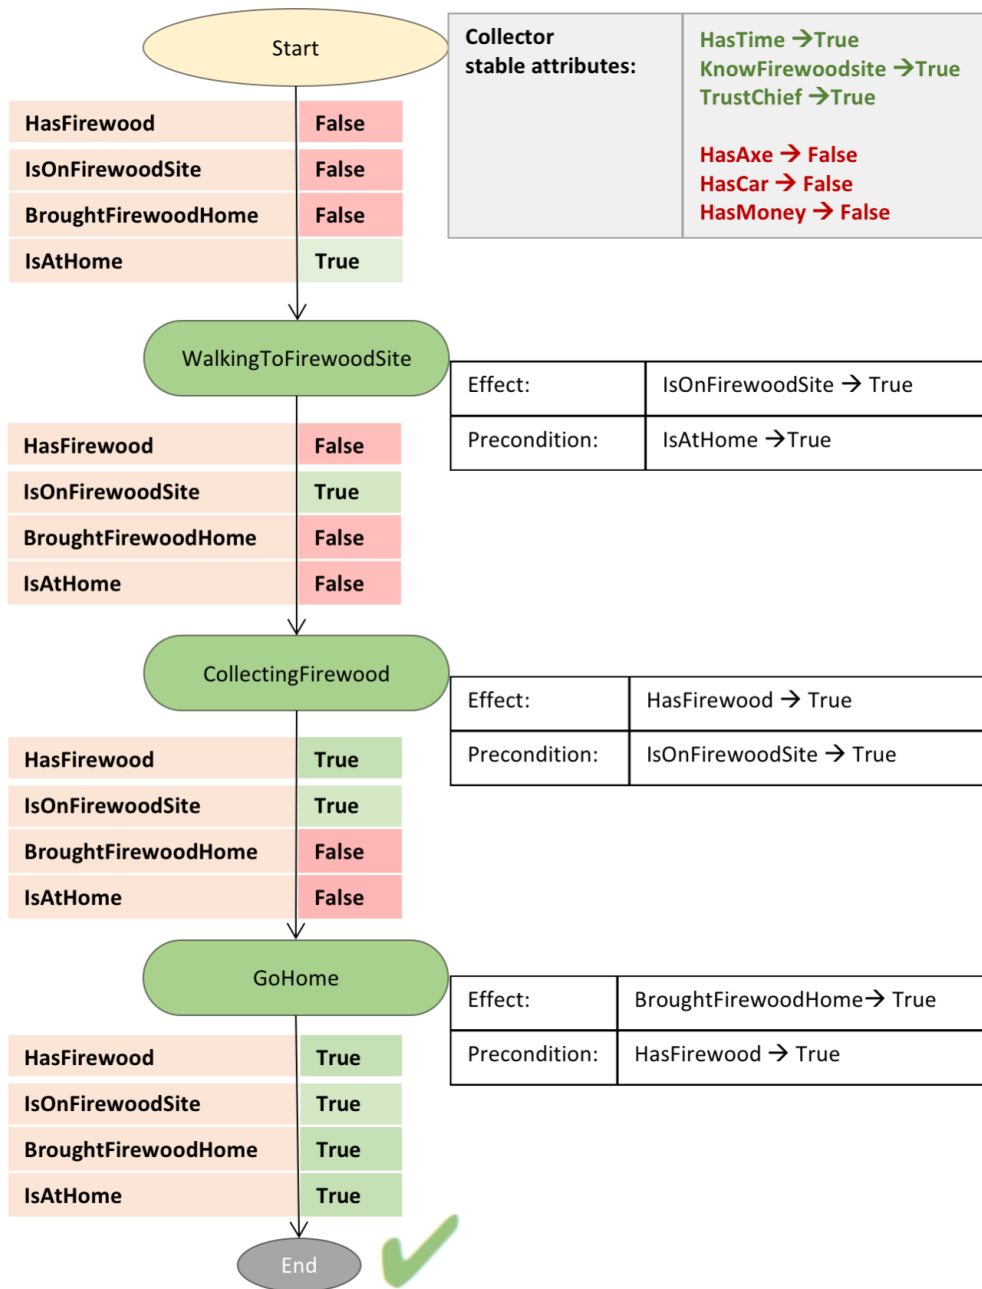 Start
Collector
stable attributes:
HasTime →True
KnowFirewoodsite →True
TrustChief →True
HasAxe → False
HasCar → False
HasMoney → False
HasFirewood False
IsOnFirewoodSite False
BroughtFirewoodHome False
IsAtHome True
WalkingToFirewoodSite
Effect: IsOnFirewoodSite → True
Precondition: IsAtHome →True
HasFirewood False
IsOnFirewoodSite True
BroughtFirewoodHome False
IsAtHome False
CollectingFirewood
Effect: HasFirewood → True
Precondition: IsOnFirewoodSite → True
HasFirewood True
IsOnFirewoodSite True
BroughtFirewoodHome False
IsAtHome False
GoHome
Effect: BroughtFirewoodHome→ True
Precondition: HasFirewood → True
HasFirewood True
IsOnFirewoodSite True
BroughtFirewoodHome True
IsAtHome True
End